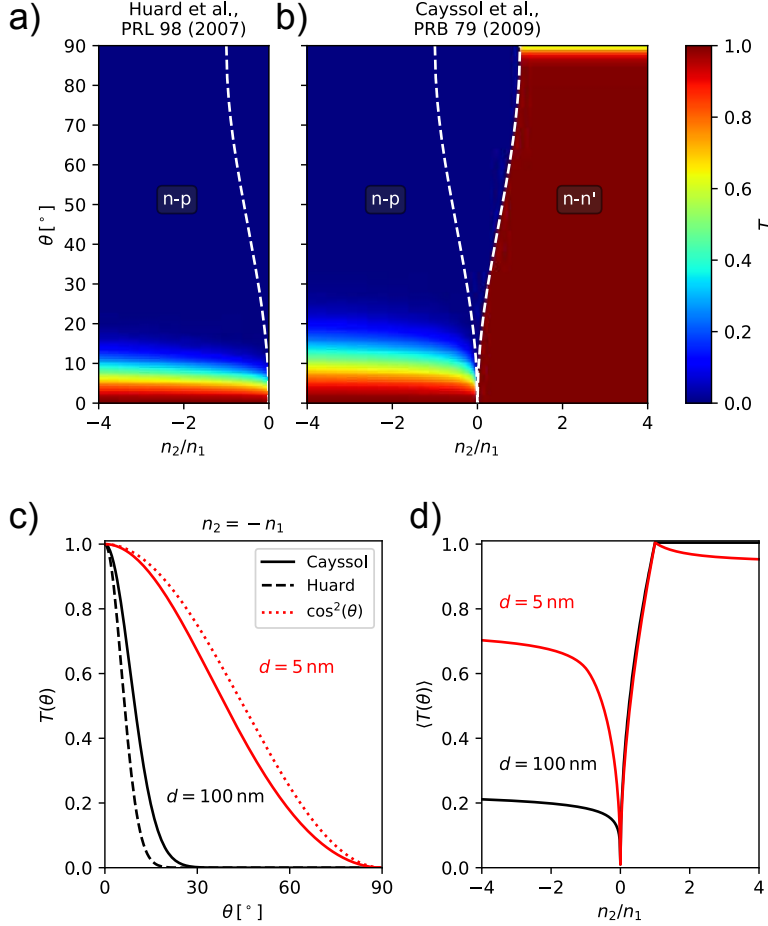 a)
Huard et al.,
PRL 98 (2007)
b)
Cayssol et al.,
PRB 79 (2009)
90
80
70
60
50
40
30
20
10
0
θ [°]
n-p
−4
−2
0
n₂/n₁
n-p
n-n'
−4
−2
0
2
4
n₂/n₁
1.0
0.8
0.6
0.4
0.2
0.0
T
c)
n₂ = −n₁
1.0
0.8
0.6
0.4
0.2
0.0
T(θ)
Cayssol
Huard
cos²(θ)
d = 5 nm
d = 100 nm
0
30
60
90
θ [°]
d)
1.0
0.8
0.6
0.4
0.2
0.0
⟨T(θ)⟩
d = 5 nm
d = 100 nm
−4
−2
0
2
4
n₂/n₁